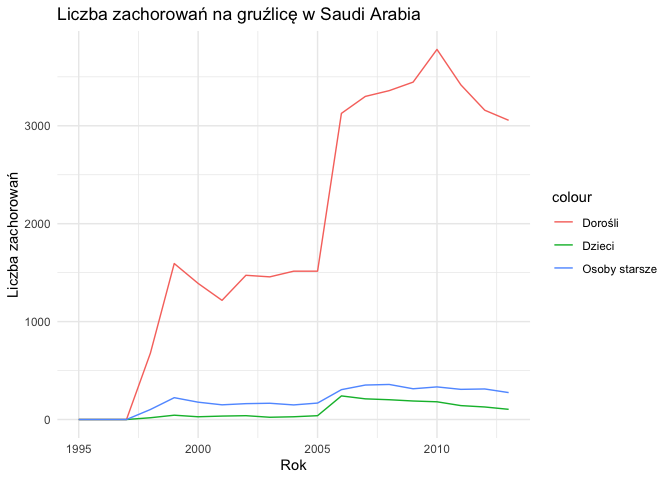 Liczba zachorowań na gruźlicę w Saudi Arabia
Liczba zachorowań
3000
2000
1000
0
1995
2000
2005
2010
Rok
colour
Dorośli
Dzieci
Osoby starsze